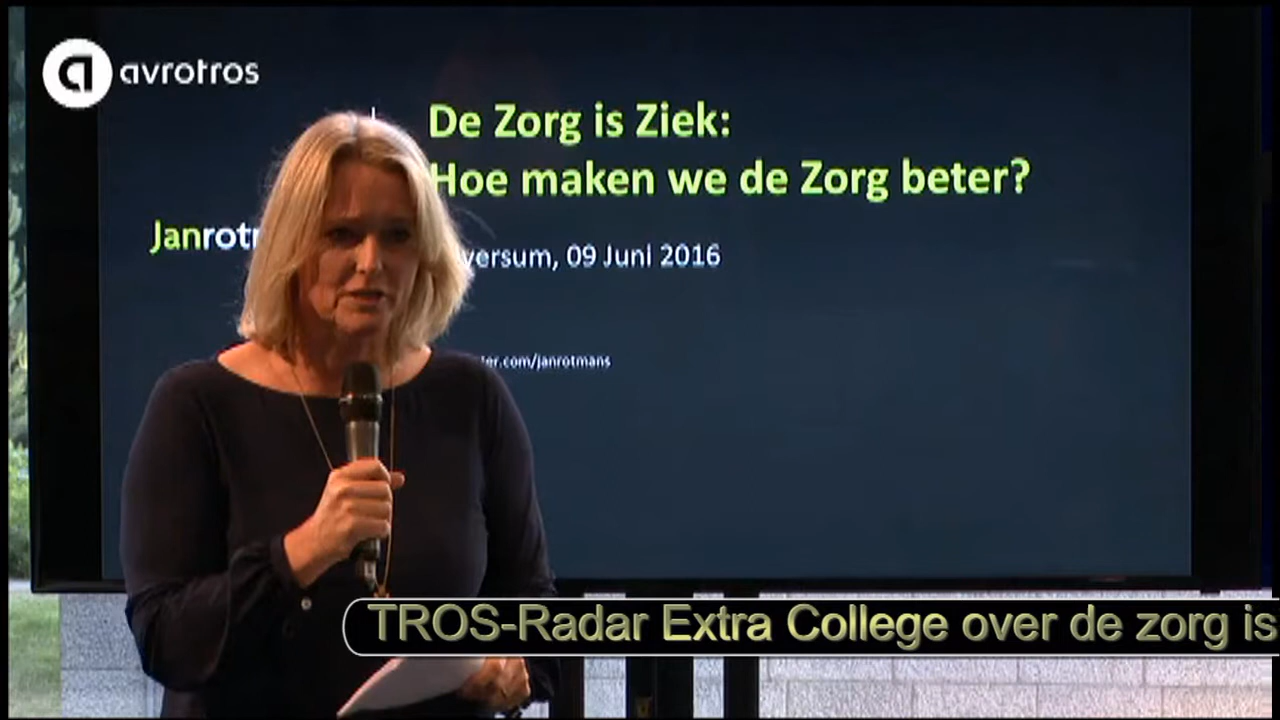 avrotros
De Zorg is Ziek:
Hoe maken we de Zorg beter?
Janrot
versum, 09 Juni 2016
er.com/janrotmans
TROS-Radar Extra College over de zorg is